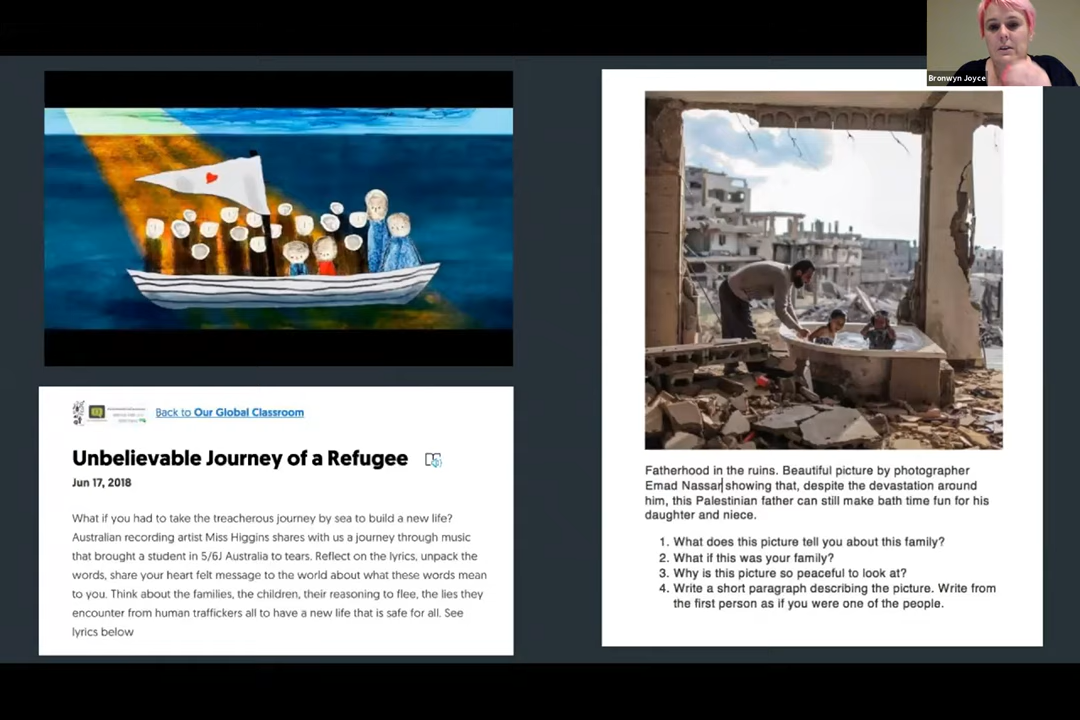 Bronwyn Joyce
Back to Our Global Classroom
Unbelievable Journey of a Refugee
Jun 17, 2018
What if you had to take the treacherous journey by sea to build a new life?
Australian recording artist Miss Higgins shares with us a journey through music
that brought a student in 5/6J Australia to tears. Reflect on the lyrics, unpack the
words, share your heart felt message to the world about what these words mean
to you. Think about the families, the children, their reasoning to flee, the lies they
encounter from human traffickers all to have a new life that is safe for all. See
lyrics below
Fatherhood in the ruins. Beautiful picture by photographer
Emad Nassar showing that, despite the devastation around
him, this Palestinian father can still make bath time fun for his
daughter and niece.
1. What does this picture tell you about this family?
2. What if this was your family?
3. Why is this picture so peaceful to look at?
4. Write a short paragraph describing the picture. Write from
the first person as if you were one of the people.